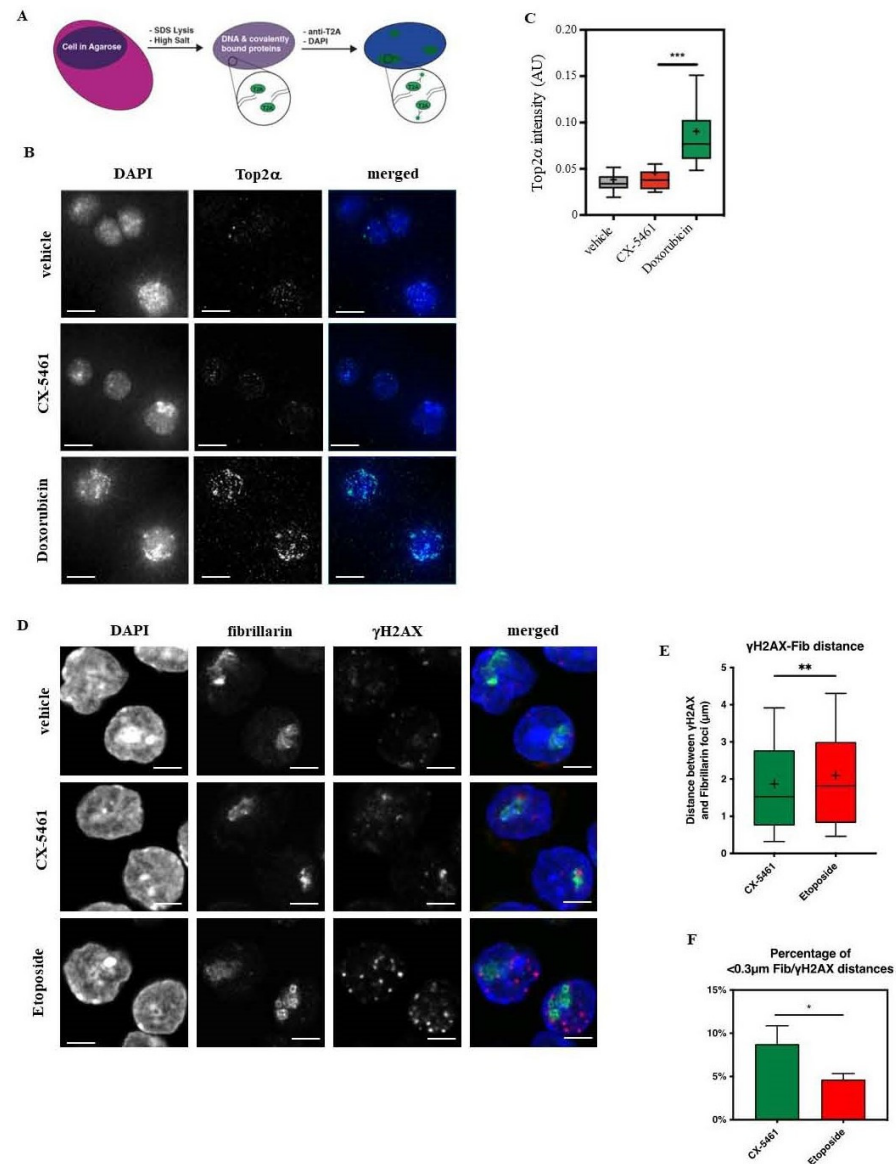 A
Cell in Agarose
- SDS Lysis
- High Salt
DNA & covalently
bound proteins
- anti-T2A
- DAPI
T2A
T2A
T2A
T2A
B
DAPI
Top2α
merged
vehicle
CX-5461
Doxorubicin
C
Top2α intensity (AU)
0.20
0.15
0.10
0.05
0
***
vehicle
CX-5461
Doxorubicin
D
DAPI
fibrillarin
γH2AX
merged
vehicle
CX-5461
Etoposide
E
γH2AX-Fib distance
Distance between γH2AX
and Fibrillarin foci (μm)
5
4
3
2
1
0
**
CX-5461
Etoposide
F
Percentage of
<0.3μm Fib/γH2AX distances
15%
10%
5%
0%
*
CX-5461
Etoposide